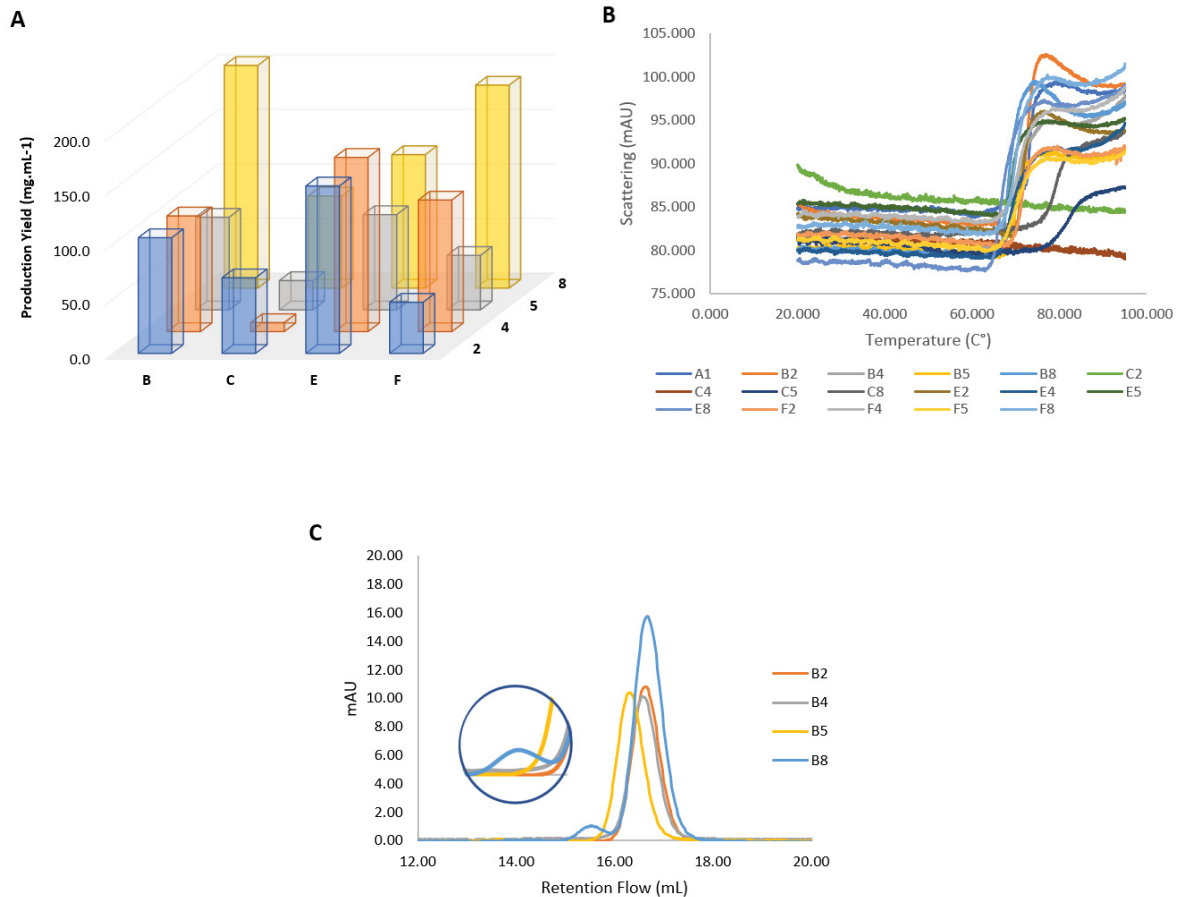 A
Production Yield (mg.mL-1)
200.0
150.0
100.0
50.0
0.0
B C E F
2
4
5
8
B
Scattering (mAU)
105.000
100.000
95.000
90.000
85.000
80.000
75.000
0.000 20.000 40.000 60.000 80.000 100.000
Temperature (C°)
A1 B2 B4 B5 B8 C2
C4 C5 C8 E2 E4 E5
E8 F2 F4 F5 F8
C
mAU
20.00
18.00
16.00
14.00
12.00
10.00
8.00
6.00
4.00
2.00
0.00
12.00 14.00 16.00 18.00 20.00
Retention Flow (mL)
B2
B4
B5
B8